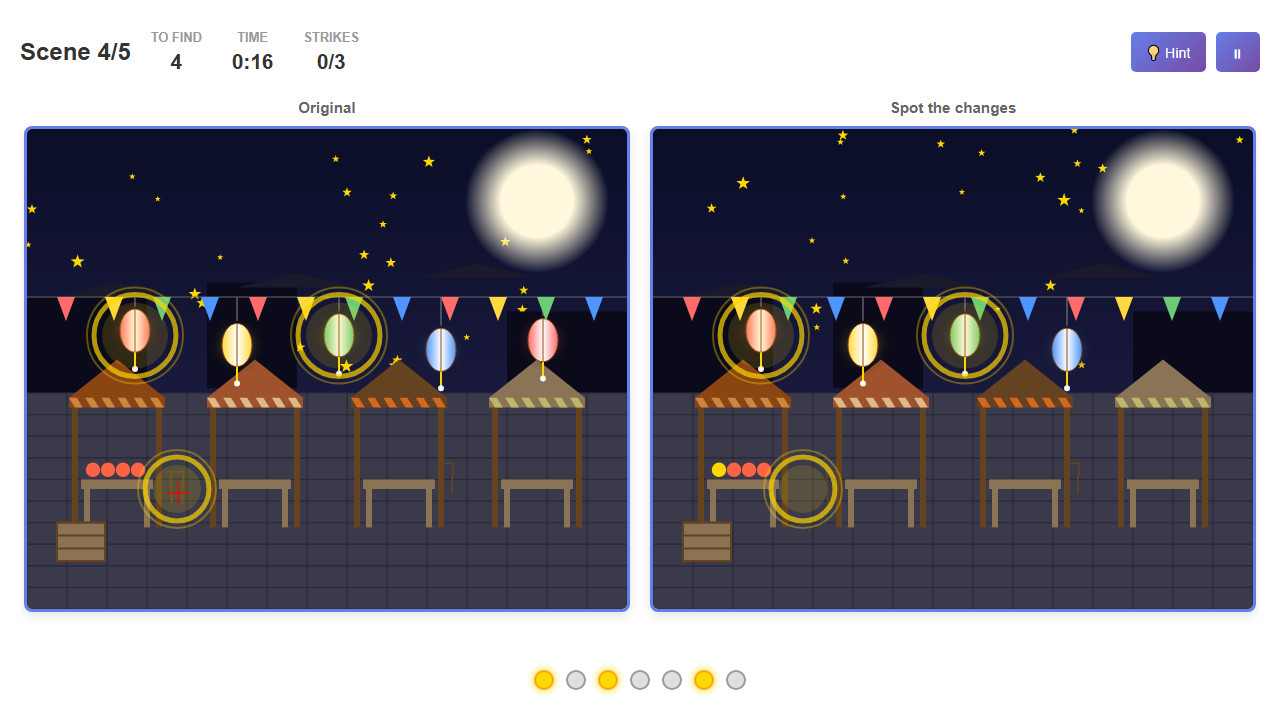 Scene 4/5
TO FIND
4
TIME
0:16
STRIKES
0/3
Hint
Original
Spot the changes